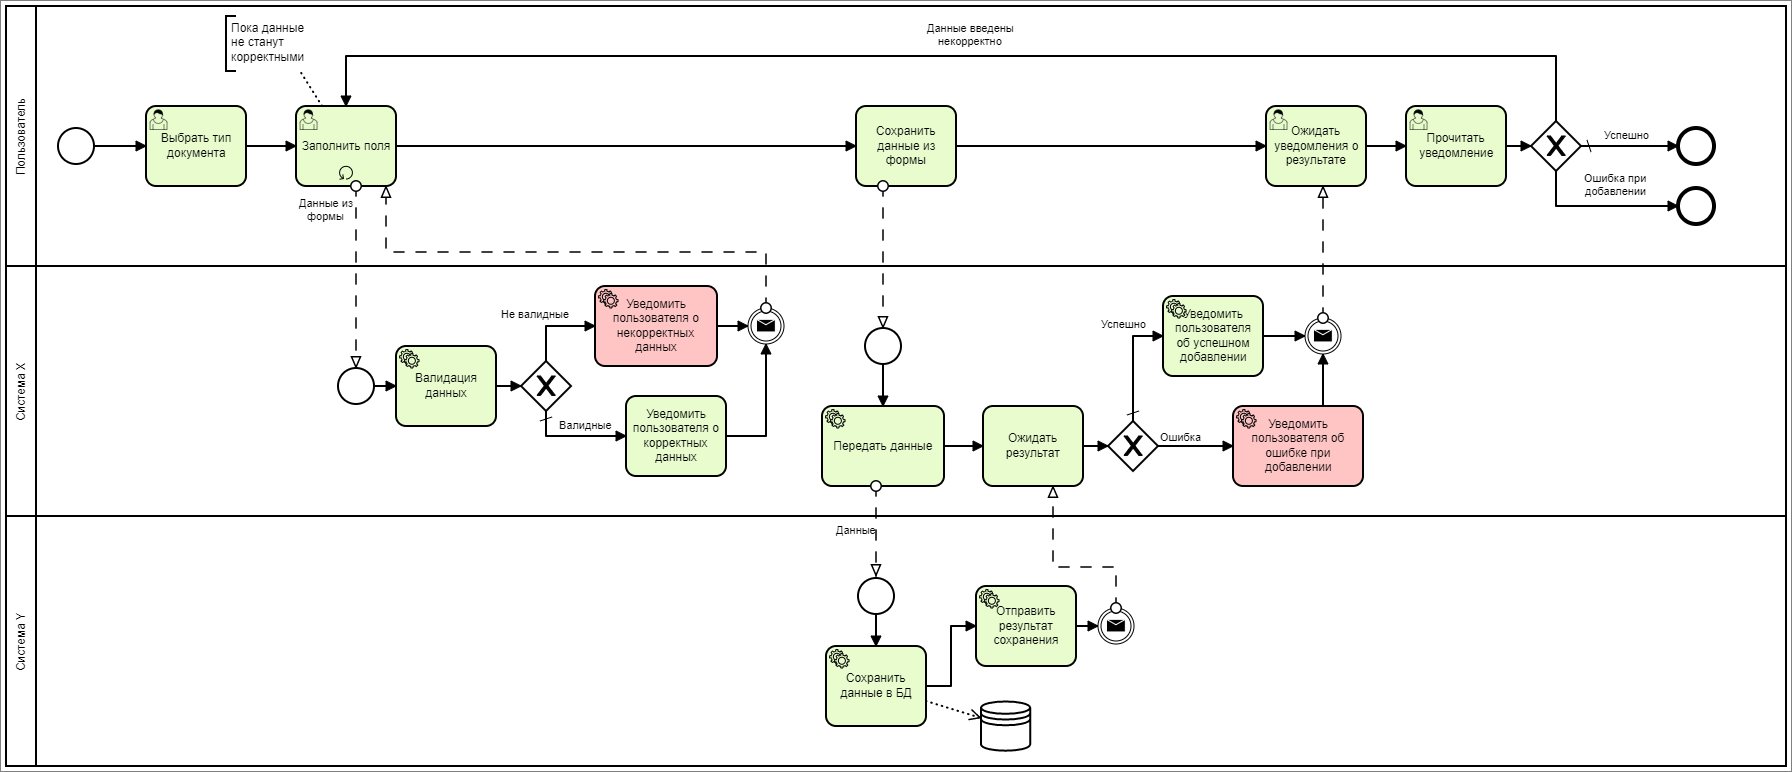 Пользователь
Пока данные
не станут
корректными
Данные введены
некорректно
Выбрать тип
документа
Заполнить поля
Сохранить
данные из
формы
Ожидать
уведомления о
результате
Прочитать
уведомление
Успешно
Ошибка при
добавлении
Данные из
формы
Система X
Не валидные
Уведомить
пользователя о
некорректных
данных
Валидация
данных
Валидные
Уведомить
пользователя о
корректных
данных
Передать данные
Ожидать
результат
Успешно
Уведомить
пользователя
об успешном
добавлении
Ошибка
Уведомить
пользователя об
ошибке при
добавлении
Система Y
Данные
Отправить
результат
сохранения
Сохранить
данные в БД